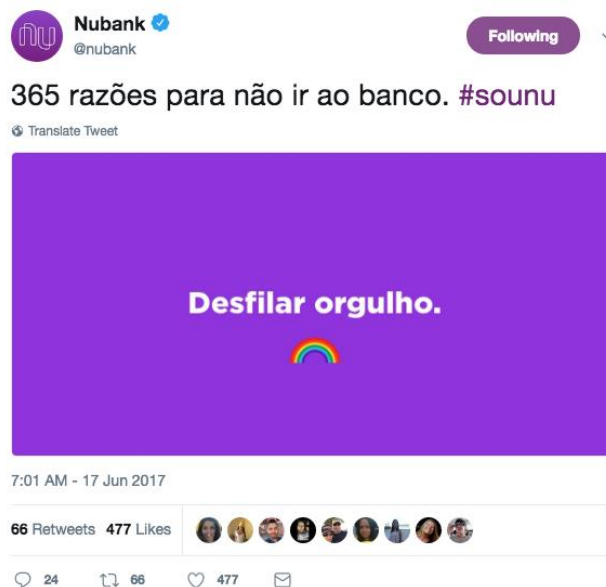 nu
Nubank
@nubank
Following
365 razões para não ir ao banco. #sounu
Translate Tweet
Desfilar orgulho.
7:01 AM - 17 Jun 2017
66 Retweets 477 Likes
24 66 477